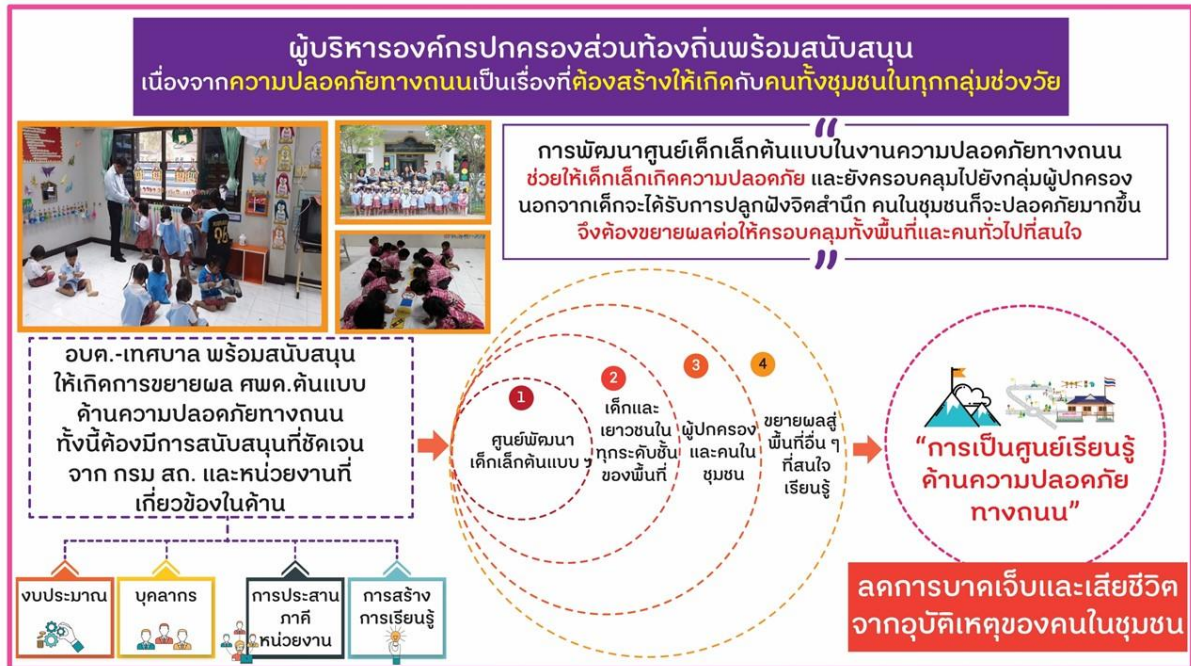 ผู้บริหารองค์กรปกครองส่วนท้องถิ่นพร้อมสนับสนุน
เนื่องจากความปลอดภัยทางถนนเป็นเรื่องที่ต้องสร้างให้เกิดกับคนทั้งชุมชนในทุกกลุ่มช่วงวัย
“
การพัฒนาศูนย์เด็กเล็กต้นแบบในงานความปลอดภัยทางถนน
ช่วยให้เด็กเล็กเกิดความปลอดภัย และยังครอบคลุมไปยังกลุ่มผู้ปกครอง
นอกจากเด็กจะได้รับการปลูกฝังจิตสำนึก คนในชุมชนก็จะปลอดภัยมากขึ้น
จึงต้องขยายผลต่อให้ครอบคลุมทั้งพื้นที่และคนทั่วไปที่สนใจ
”
อบต.-เทศบาล พร้อมสนับสนุน
ให้เกิดการขยายผล ศพด.ต้นแบบ
ด้านความปลอดภัยทางถนน
ทั้งนี้ต้องมีการสนับสนุนที่ชัดเจน
จาก กรม สถ. และหน่วยงานที่
เกี่ยวข้องในด้าน
งบประมาณ
บุคลากร
การประสาน
ภาคี
หน่วยงาน
การสร้าง
การเรียนรู้
1
ศูนย์พัฒนา
เด็กเล็กต้นแบบ ๆ
2
เด็กและ
เยาวชนใน
ทุกระดับชั้น
ของพื้นที่
3
ผู้ปกครอง
และคนใน
ชุมชน
4
ขยายผลสู่
พื้นที่อื่น ๆ
ที่สนใจ
เรียนรู้
“การเป็นศูนย์เรียนรู้
ด้านความปลอดภัย
ทางถนน”
ลดการบาดเจ็บและเสียชีวิต
จากอุบัติเหตุของคนในชุมชน